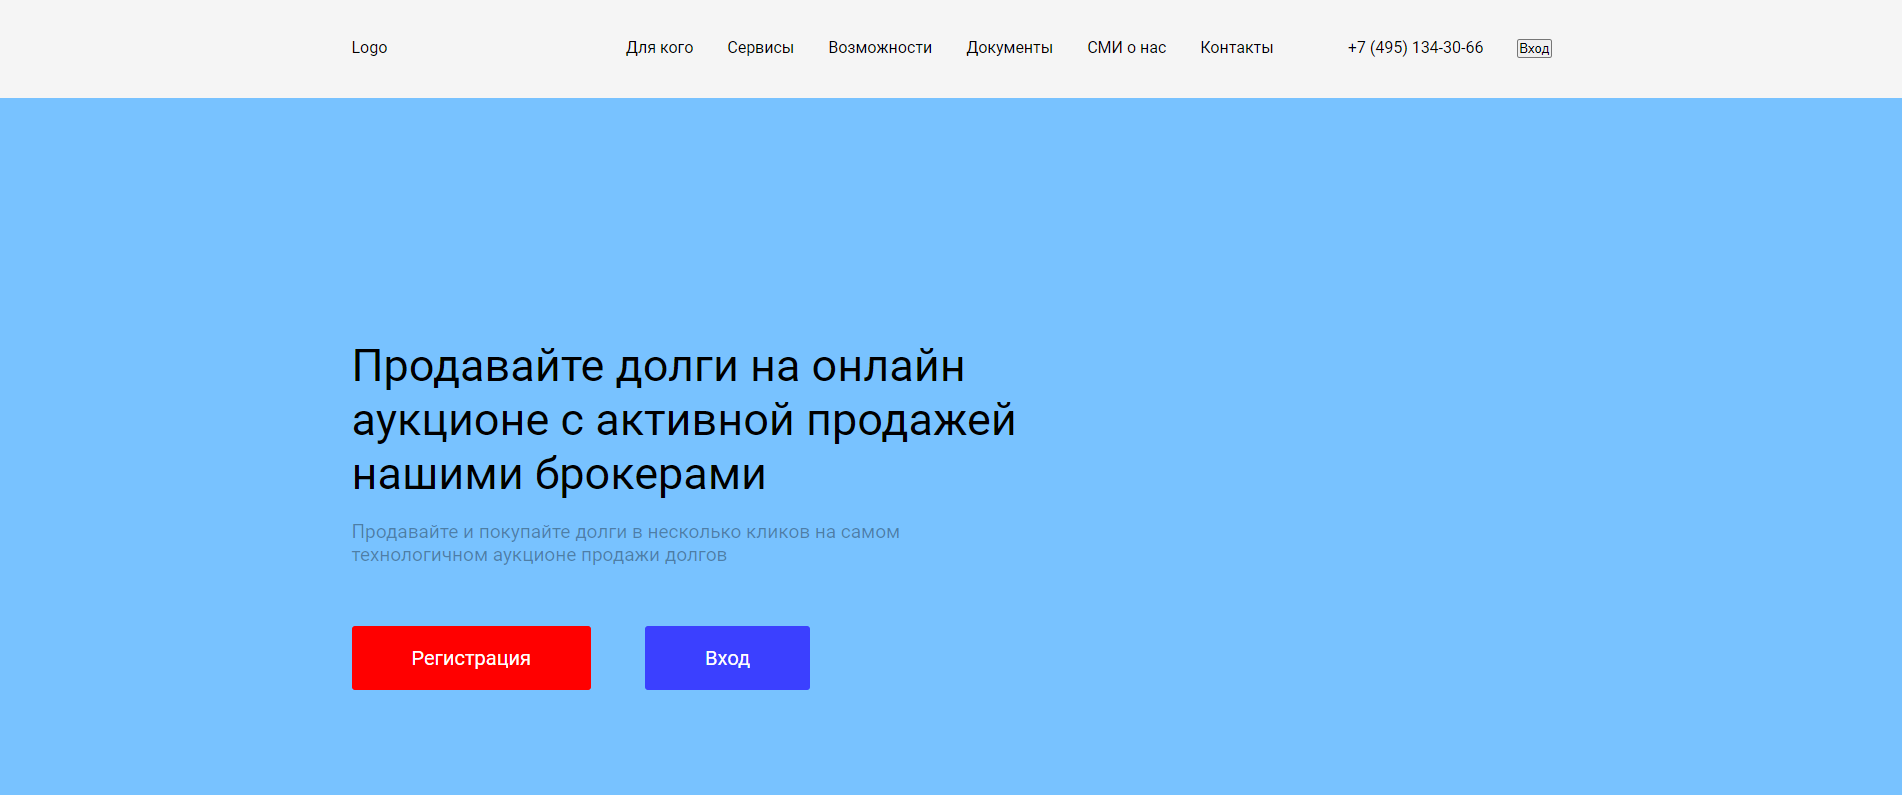 Logo Для кого Сервисы Возможности Документы СМИ о нас Контакты +7 (495) 134-30-66 Вход
Продавайте долги на онлайн
аукционе с активной продажей
нашими брокерами
Продавайте и покупайте долги в несколько кликов на самом
технологичном аукционе продажи долгов
Регистрация Вход